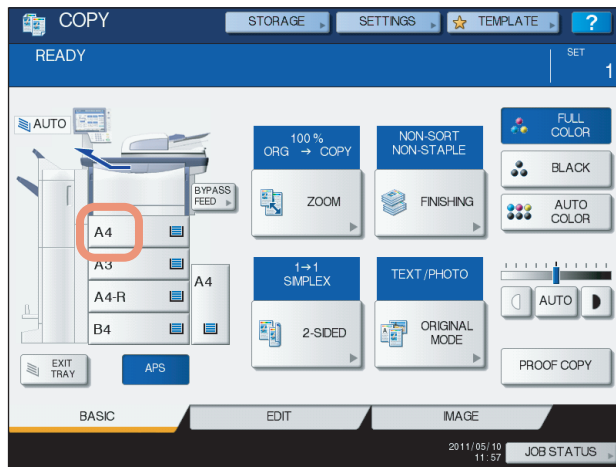 COPY
STORAGE
SETTINGS
TEMPLATE
?
READY
SET
1
AUTO
BYPASS
FEED
A4
A3
A4-R
B4
A4
EXIT
TRAY
APS
100 %
ORG → COPY
ZOOM
NON-SORT
NON-STAPLE
FINISHING
1→1
SIMPLEX
2-SIDED
TEXT/PHOTO
ORIGINAL
MODE
FULL
COLOR
BLACK
AUTO
COLOR
AUTO
PROOF COPY
BASIC
EDIT
IMAGE
2011/05/10
11:57
JOB STATUS